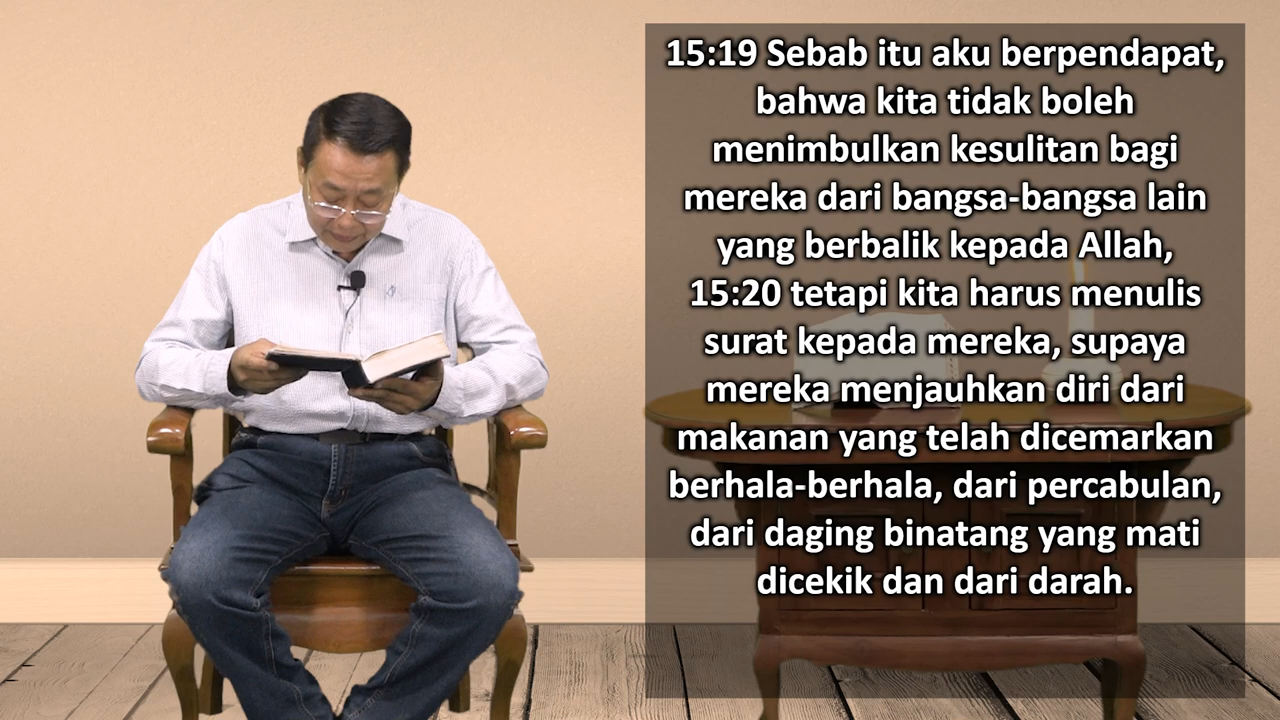 15:19 Sebab itu aku berpendapat,
bahwa kita tidak boleh
menimbulkan kesulitan bagi
mereka dari bangsa-bangsa lain
yang berbalik kepada Allah,
15:20 tetapi kita harus menulis
surat kepada mereka, supaya
mereka menjauhkan diri dari
makanan yang telah dicemarkan
berhala-berhala, dari percabulan,
dari daging binatang yang mati
dicekik dan dari darah.